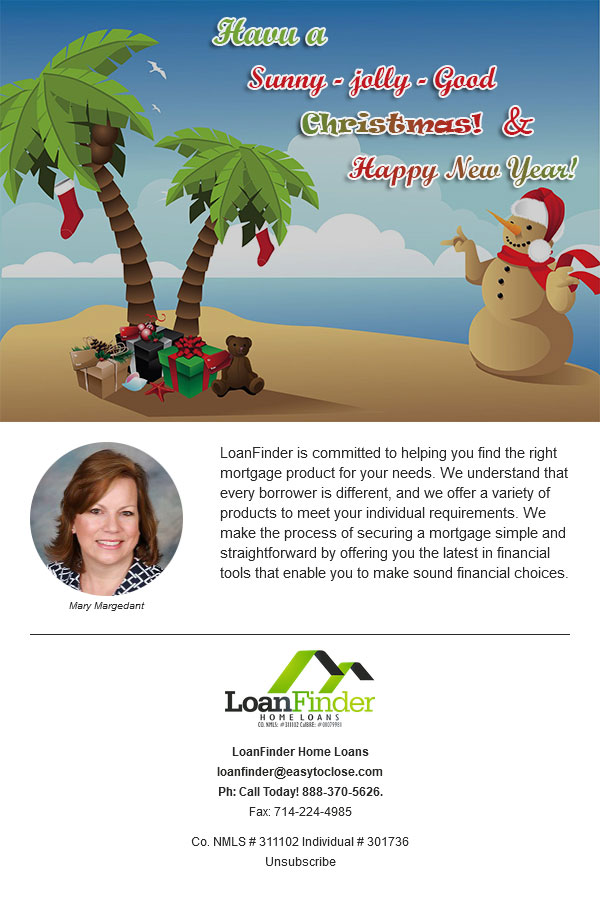 Havu a
Sunny - jolly - Good
Christmas! &
Happy New Year!
LoanFinder is committed to helping you find the right
mortgage product for your needs. We understand that
every borrower is different, and we offer a variety of
products to meet your individual requirements. We
make the process of securing a mortgage simple and
straightforward by offering you the latest in financial
tools that enable you to make sound financial choices.
Mary Margedant
LoanFinder
HOME LOANS
CO. NMLS: # 311102 CalBRE: #
LoanFinder Home Loans
loanfinder@easytoclose.com
Ph: Call Today! 888-370-5626.
Fax: 714-224-4985
Co. NMLS # 311102 Individual # 301736
Unsubscribe